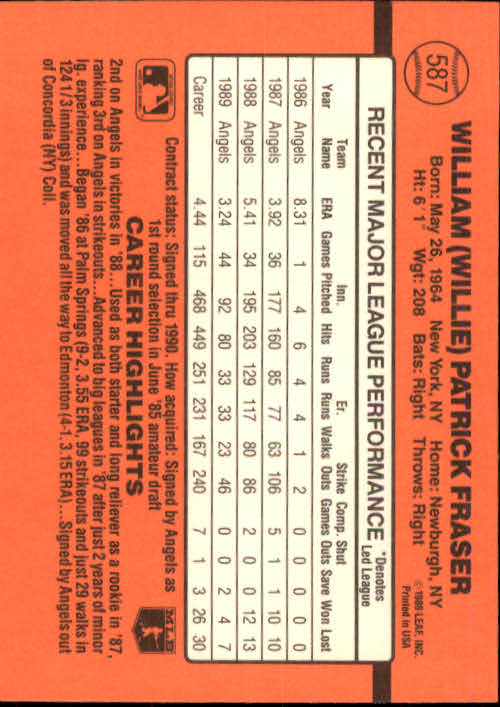 587
WILLIAM (WILLIE) PATRICK FRASER
Born: May 26, 1964 New York, NY Home: Newburgh, NY
Ht: 6' 1" Wgt: 208 Bats: Right Throws: Right
©1989 LEAF, INC.
Printed in USA
RECENT MAJOR LEAGUE PERFORMANCE
*Denotes
Led League
Team Inn. Er. Strike Comp. Shut
Year Name ERA Games Pitched Hits Runs Runs Walks Outs Games Outs Save Won Lost
1986 Angels 8.31 1 4 6 4 4 1 2 0 0 0 0 0
1987 Angels 3.92 36 177 160 85 77 63 106 5 1 1 10 10
1988 Angels 5.41 34 195 203 129 117 80 86 2 0 0 12 13
1989 Angels 3.24 44 92 80 33 33 23 46 0 0 2 4 7
Career 4.44 115 468 449 251 231 167 240 7 1 3 26 30
Contract status: Signed thru 1990. How acquired: Signed by Angels as
1st round selection in June '85 amateur draft
MLB
CAREER HIGHLIGHTS
2nd on Angels in victories in '88...Used as both starter and long reliever as a rookie in '87,
ranking 3rd on Angels in strikeouts...Advanced to big leagues in '87 after just 2 years of minor
lg. experience...Began '86 at Palm Springs (9-2, 3.55 ERA, 99 strikeouts and just 29 walks in
124 1/3 innings) and was moved all the way to Edmonton (4-1, 3.15 ERA)...Signed by Angels out
of Concordia (NY) Coll.